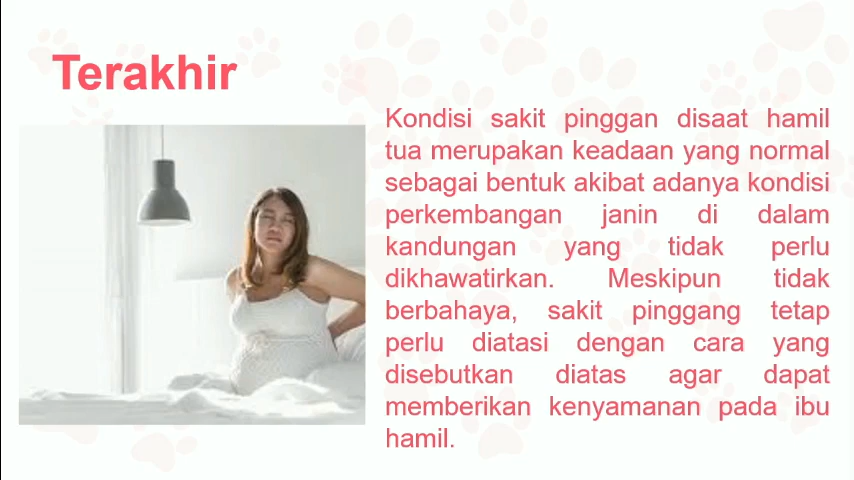 Terakhir
Kondisi sakit pinggan disaat hamil
tua merupakan keadaan yang normal
sebagai bentuk akibat adanya kondisi
perkembangan janin di dalam
kandungan yang tidak perlu
dikhawatirkan. Meskipun tidak
berbahaya, sakit pinggang tetap
perlu diatasi dengan cara yang
disebutkan diatas agar dapat
memberikan kenyamanan pada ibu
hamil.